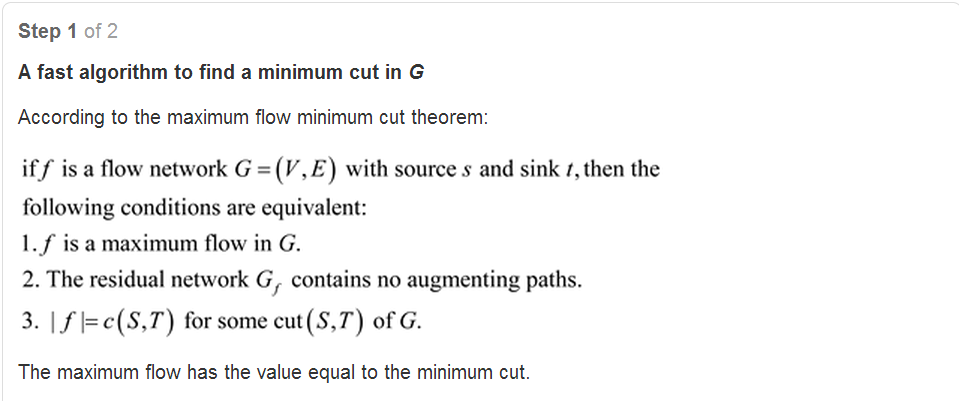 Step 1 of 2
A fast algorithm to find a minimum cut in G
According to the maximum flow minimum cut theorem:
if f is a flow network G = (V, E) with source s and sink t, then the
following conditions are equivalent:
1. f is a maximum flow in G.
2. The residual network G_f contains no augmenting paths.
3. |f|= c(S,T) for some cut(S,T) of G.
The maximum flow has the value equal to the minimum cut.